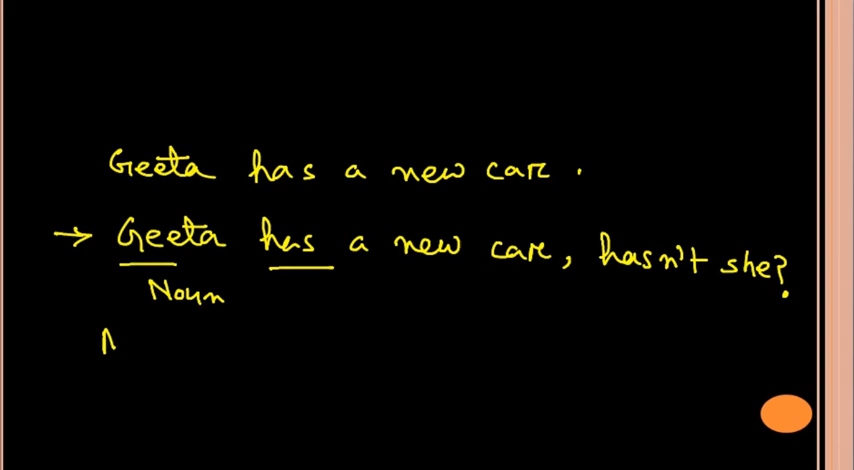 Geeta has a new car.
→ Geeta has a new car, hasn't she?
Noun